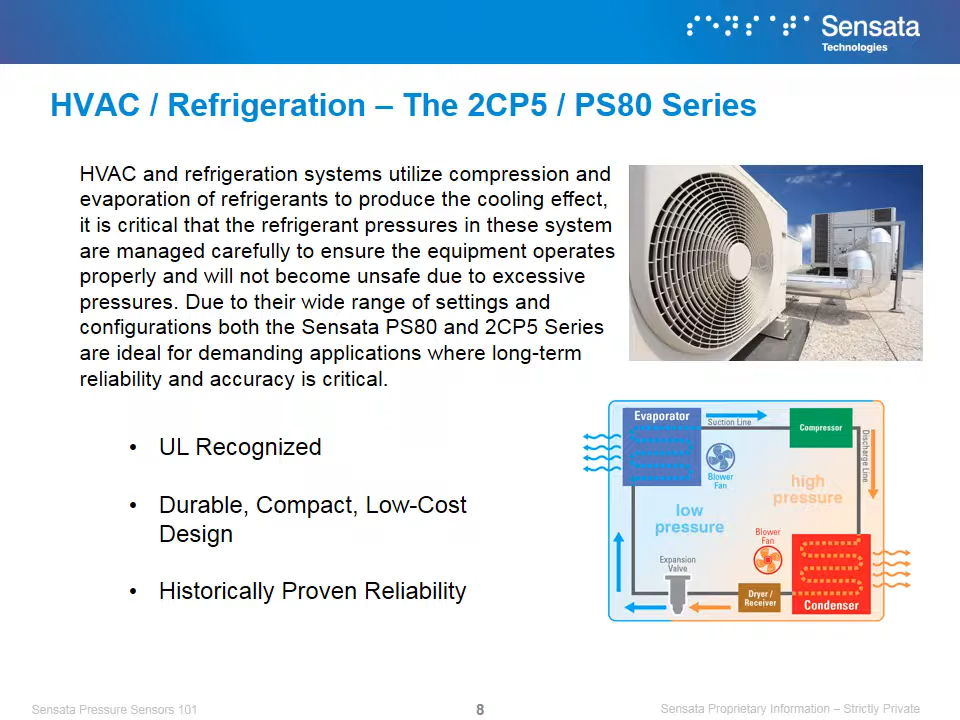 Sensata
Technologies
HVAC / Refrigeration – The 2CP5 / PS80 Series
HVAC and refrigeration systems utilize compression and
evaporation of refrigerants to produce the cooling effect,
it is critical that the refrigerant pressures in these system
are managed carefully to ensure the equipment operates
properly and will not become unsafe due to excessive
pressures. Due to their wide range of settings and
configurations both the Sensata PS80 and 2CP5 Series
are ideal for demanding applications where long-term
reliability and accuracy is critical.
• UL Recognized
• Durable, Compact, Low-Cost
Design
• Historically Proven Reliability
Evaporator
Suction Line
Compressor
Discharge Line
Blower
Fan
high
pressure
low
pressure
Blower
Fan
Expansion
Valve
Dryer /
Receiver
Condenser
Sensata Pressure Sensors 101
8
Sensata Proprietary Information – Strictly Private